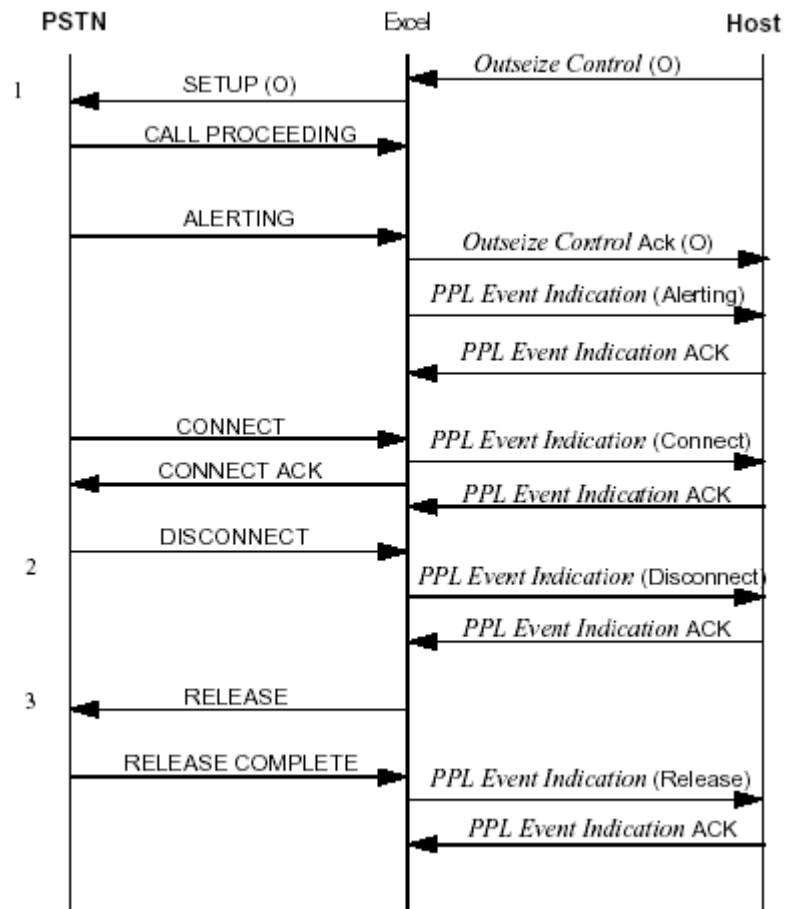 PSTN Excel Host
Outseize Control (O)
1 SETUP (O)
CALL PROCEEDING
ALERTING
Outseize Control Ack (O)
PPL Event Indication (Alerting)
PPL Event Indication ACK
CONNECT
PPL Event Indication (Connect)
CONNECT ACK
PPL Event Indication ACK
DISCONNECT
2
PPL Event Indication (Disconnect)
PPL Event Indication ACK
3 RELEASE
RELEASE COMPLETE
PPL Event Indication (Release)
PPL Event Indication ACK